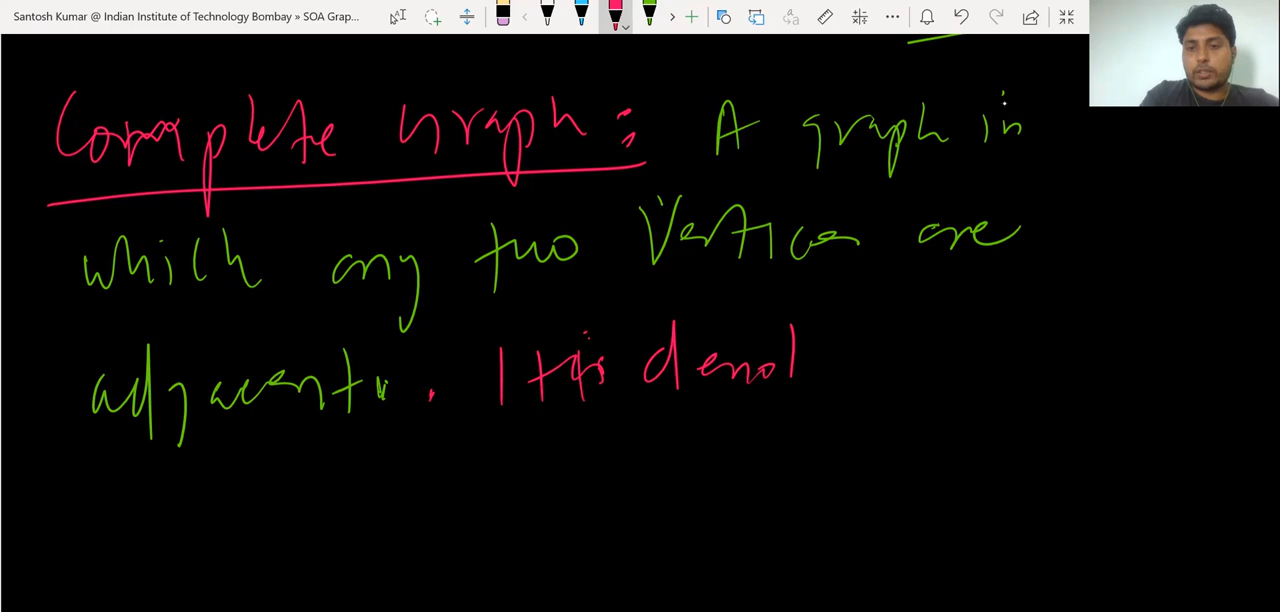 Santosh Kumar @ Indian Institute of Technology Bombay » SOA Grap...
Complete Graph : A graph in
which any two Vertices are
adjacent . It is denot